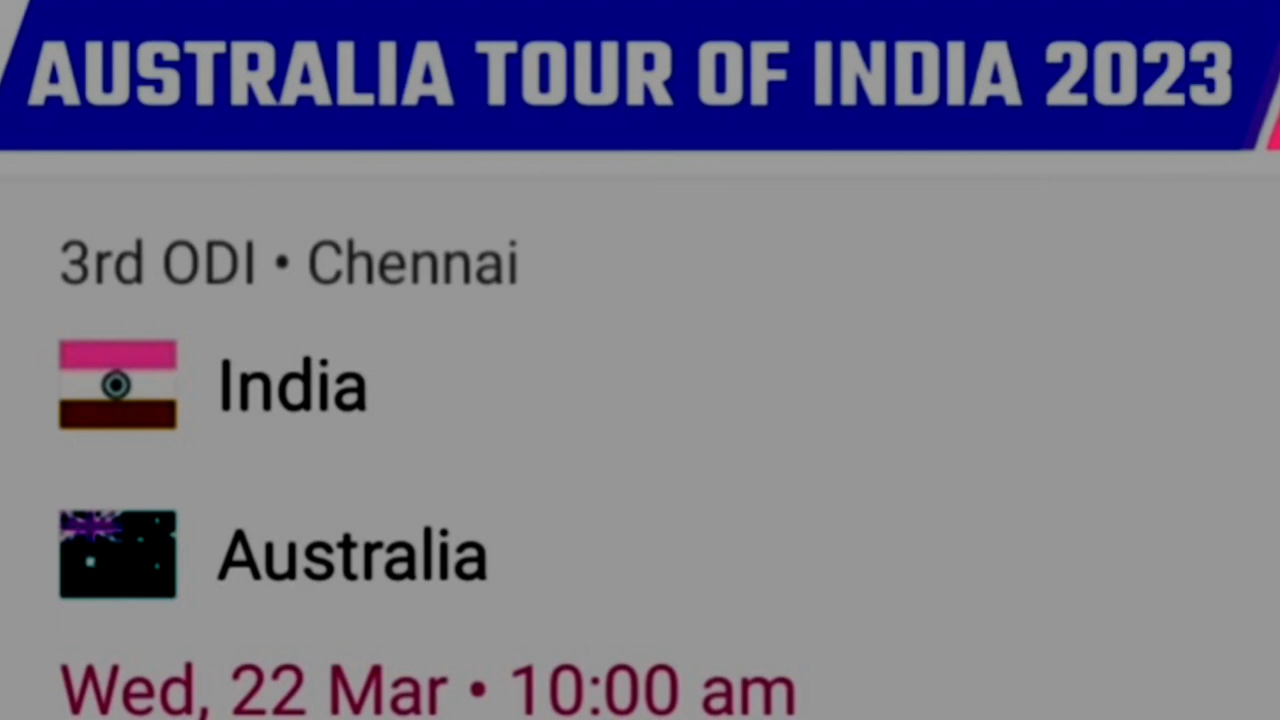 AUSTRALIA TOUR OF INDIA 2023
3rd ODI • Chennai
India
Australia
Wed, 22 Mar • 10:00 am